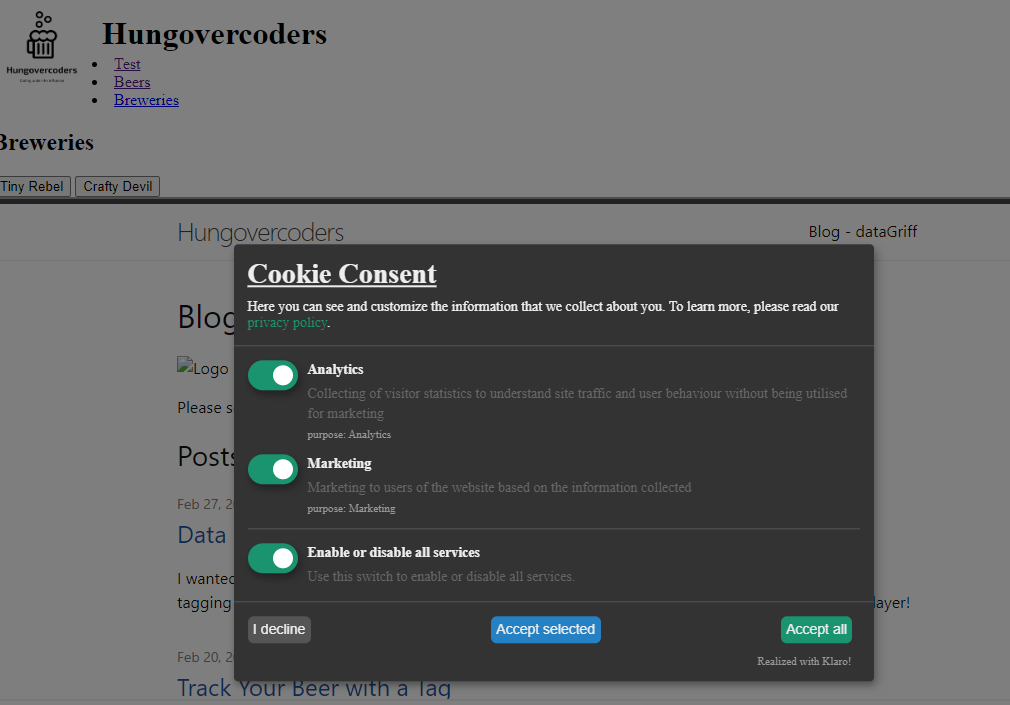 Hungovercoders
Hungovercoders
Test
Beers
Breweries
Breweries
Tiny Rebel
Crafty Devil
Hungovercoders
Blog - dataGriff
Cookie Consent
Here you can see and customize the information that we collect about you. To learn more, please read our
privacy policy.
Blog
Logo
Analytics
Collecting of visitor statistics to understand site traffic and user behaviour without being utilised
for marketing
purpose: Analytics
Please s
Posts
Marketing
Marketing to users of the website based on the information collected
purpose: Marketing
Feb 27, 2
Data
Enable or disable all services
Use this switch to enable or disable all services.
I wanted
tagging
layer!
I decline
Accept selected
Accept all
Realized with Klaro!
Feb 20, 2
Track Your Beer with a Tag